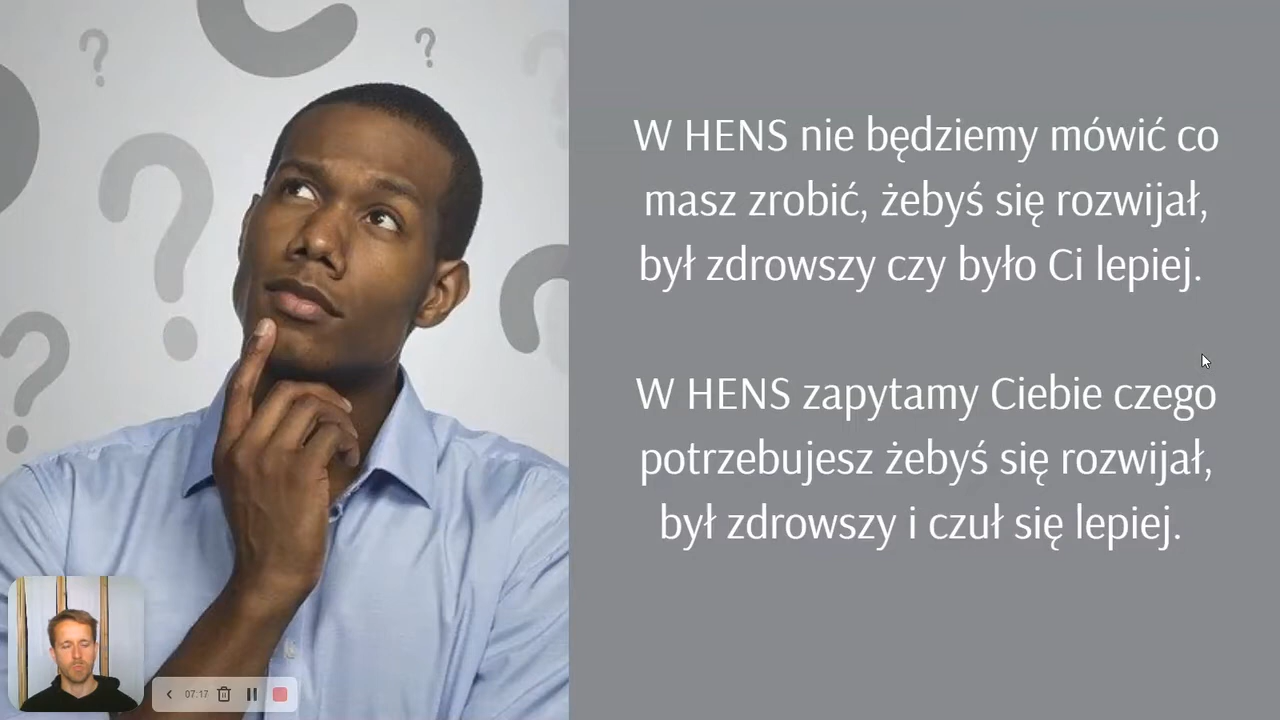 W HENS nie będziemy mówić co
masz zrobić, żebyś się rozwijał,
był zdrowszy czy było Ci lepiej.
W HENS zapytamy Ciebie czego
potrzebujesz żebyś się rozwijał,
był zdrowszy i czuł się lepiej.
07:17